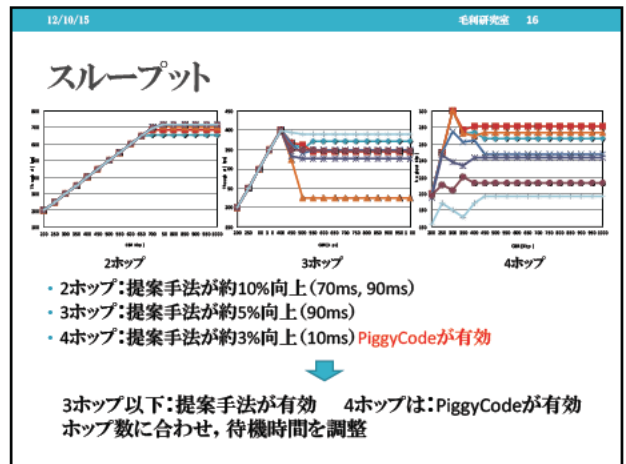 12/10/15
毛利研究室 16
スループット
2ホップ
3ホップ
4ホップ
• 2ホップ：提案手法が約10%向上（70ms, 90ms）
• 3ホップ：提案手法が約5%向上（90ms）
• 4ホップ：提案手法が約3%向上（10ms）PiggyCodeが有効
3ホップ以下：提案手法が有効　4ホップは：PiggyCodeが有効
ホップ数に合わせ，待機時間を調整